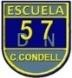 ESCUELA
57
D N
C. CONDELL